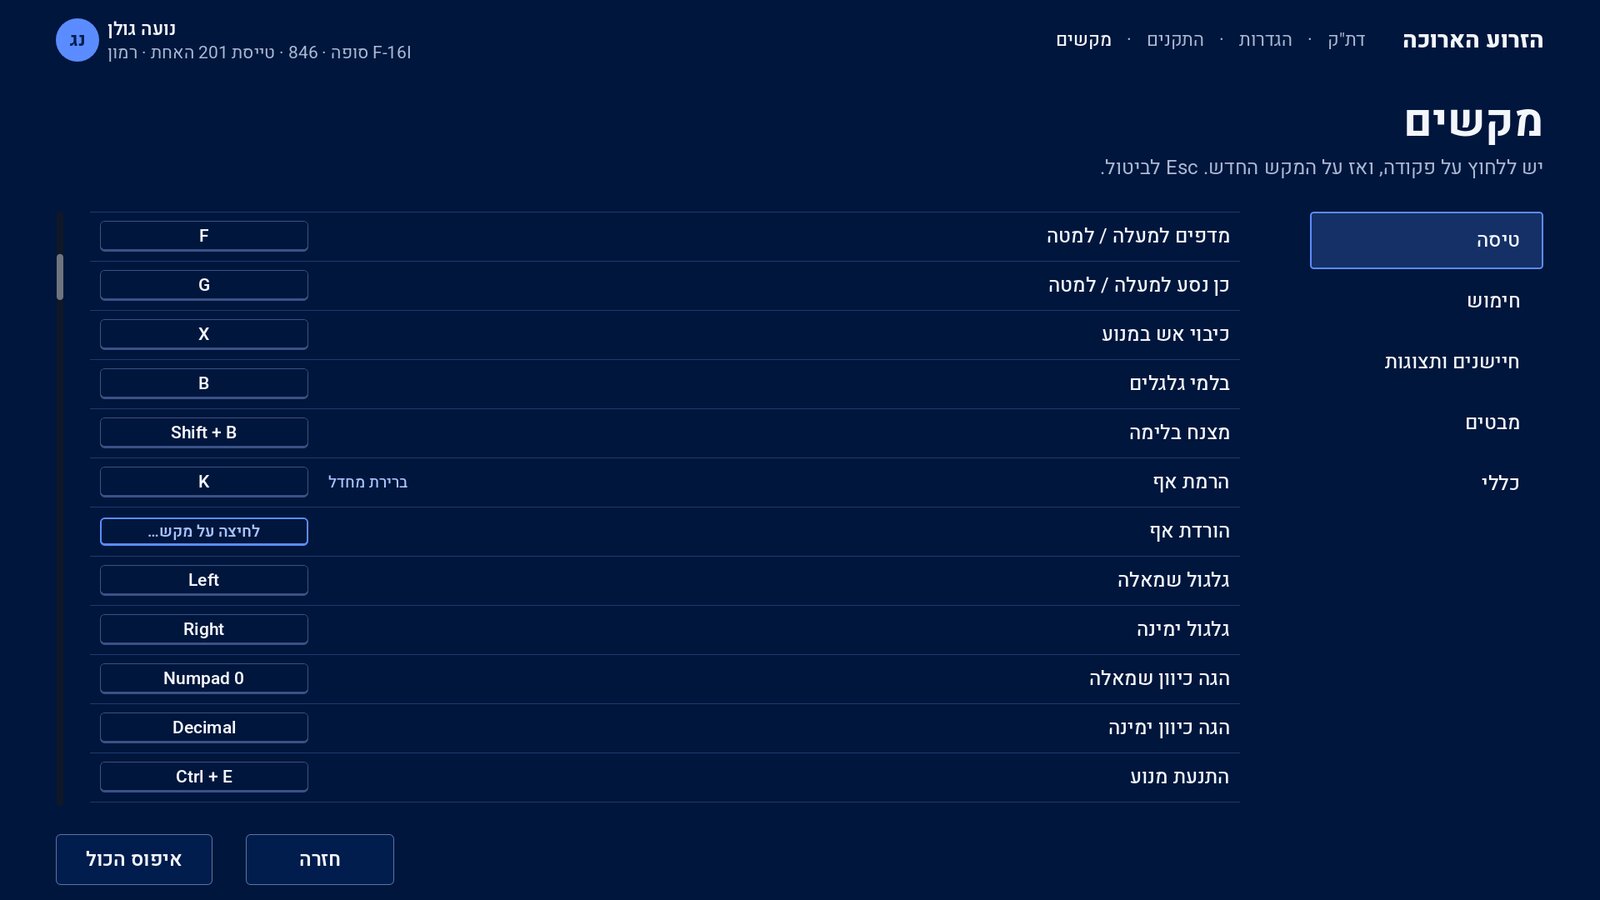 הזרוע הארוכה
דת"ק · הגדרות · התקנים · מקשים
נועה גולן
F-16I סופה · 846 · טייסת 201 האחת · רמון
נג
מקשים
יש ללחוץ על פקודה, ואז על המקש החדש. Esc לביטול.
טיסה
חימוש
חיישנים ותצוגות
מבטים
כללי
מדפים למעלה / למטה F
כן נסע למעלה / למטה G
כיבוי אש במנוע X
בלמי גלגלים B
מצנח בלימה Shift + B
הרמת אף ברירת מחדל K
הורדת אף לחיצה על מקש...
גלגול שמאלה Left
גלגול ימינה Right
הגה כיוון שמאלה Numpad 0
הגה כיוון ימינה Decimal
התנעת מנוע Ctrl + E
חזרה
איפוס הכול